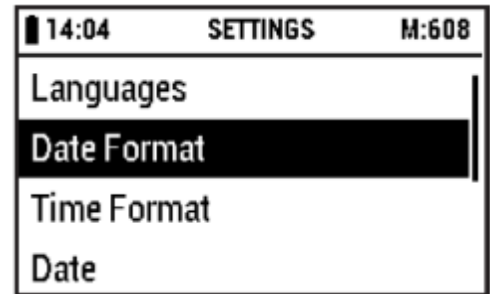 14:04 SETTINGS M:608
Languages
Date Format
Time Format
Date